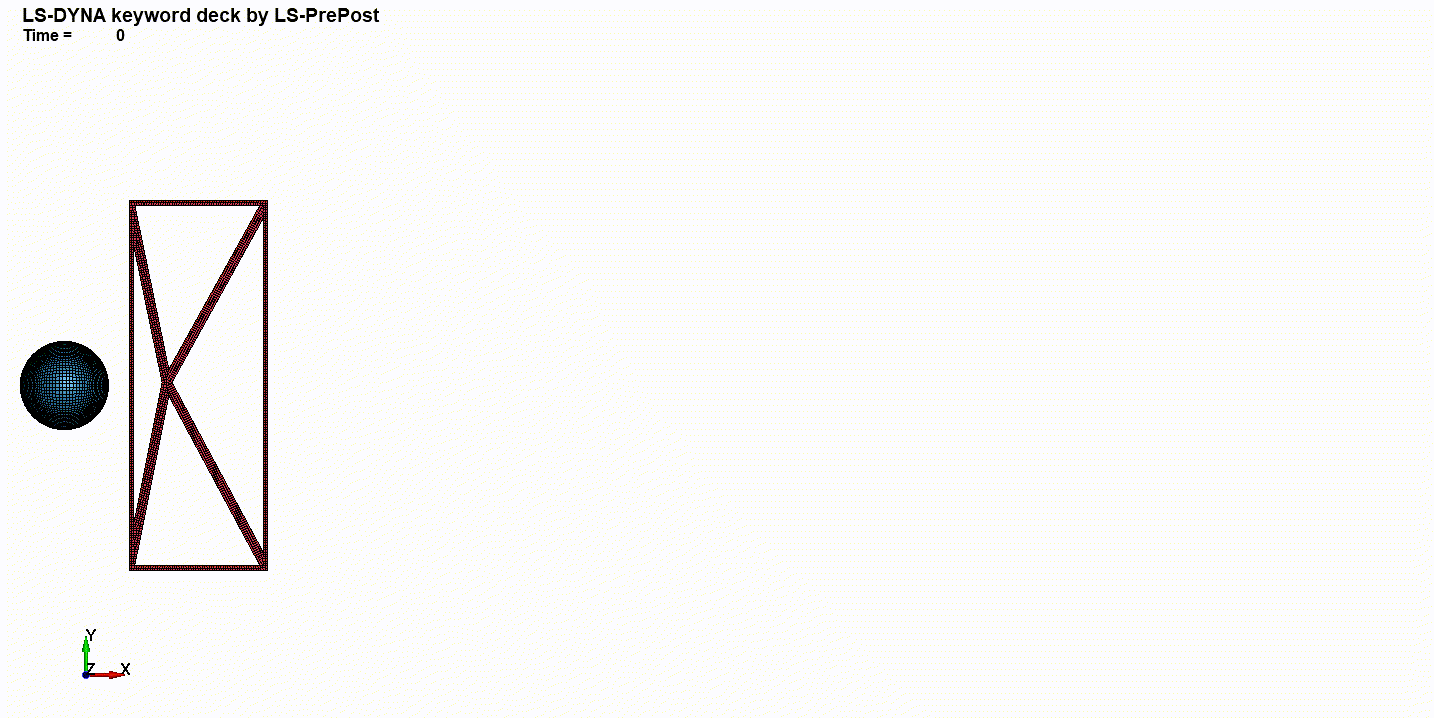 LS-DYNA keyword deck by LS-PrePost
Time = 0
Y
Z X